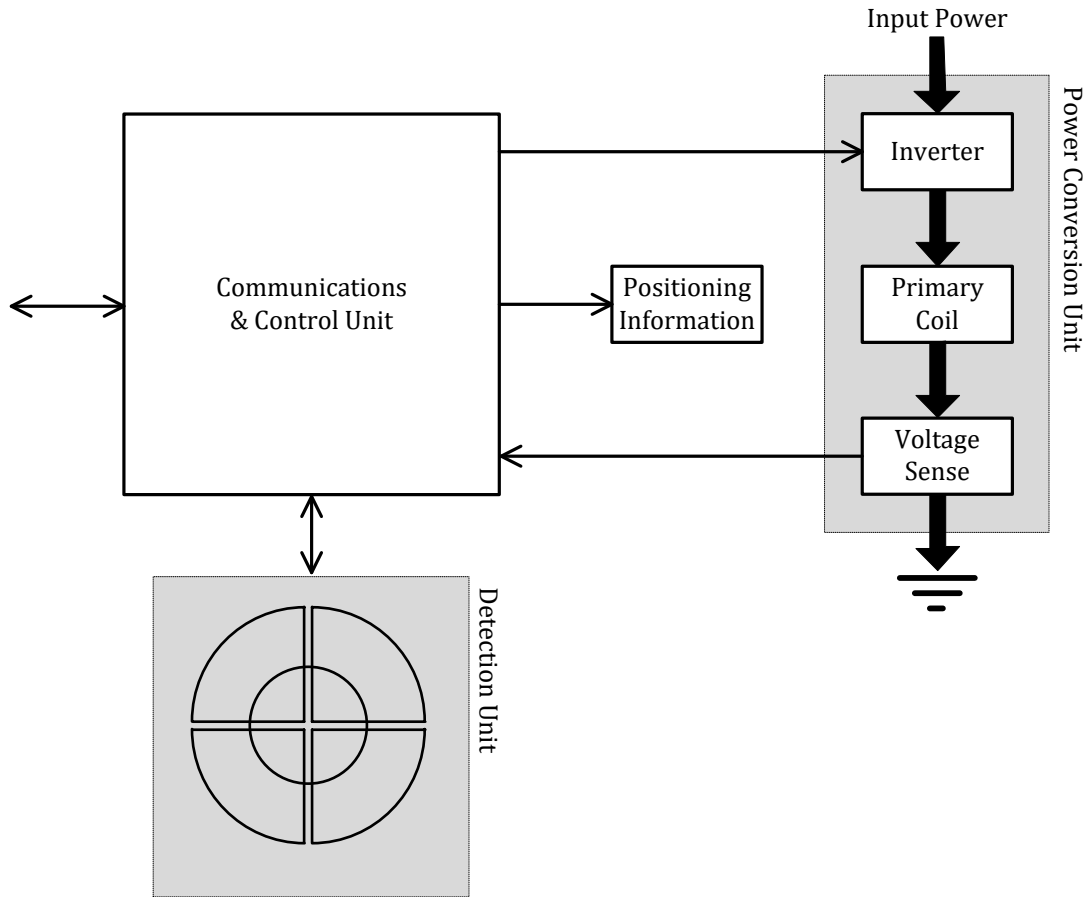 Input Power
Inverter
Communications
& Control Unit
Positioning
Information
Primary
Coil
Voltage
Sense
Power Conversion Unit
Detection Unit